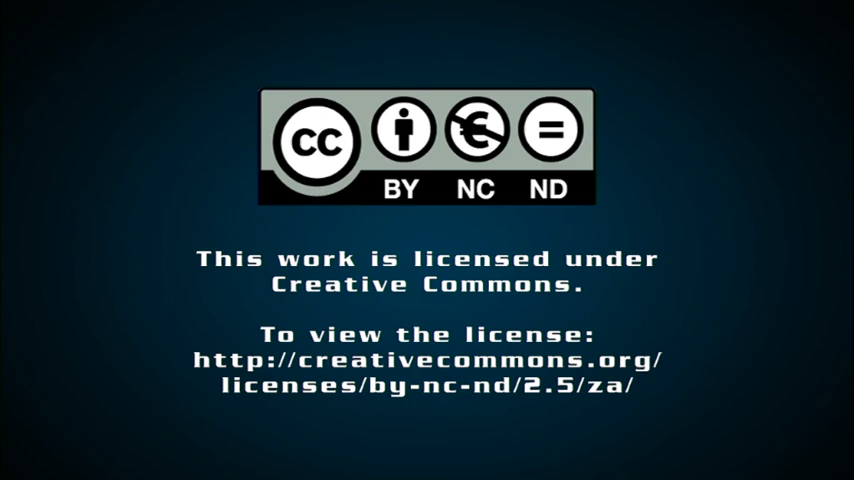 CC
BY NC ND
This work is licensed under
Creative Commons.
To view the license:
http://creativecommons.org/
licenses/by-nc-nd/2.5/za/